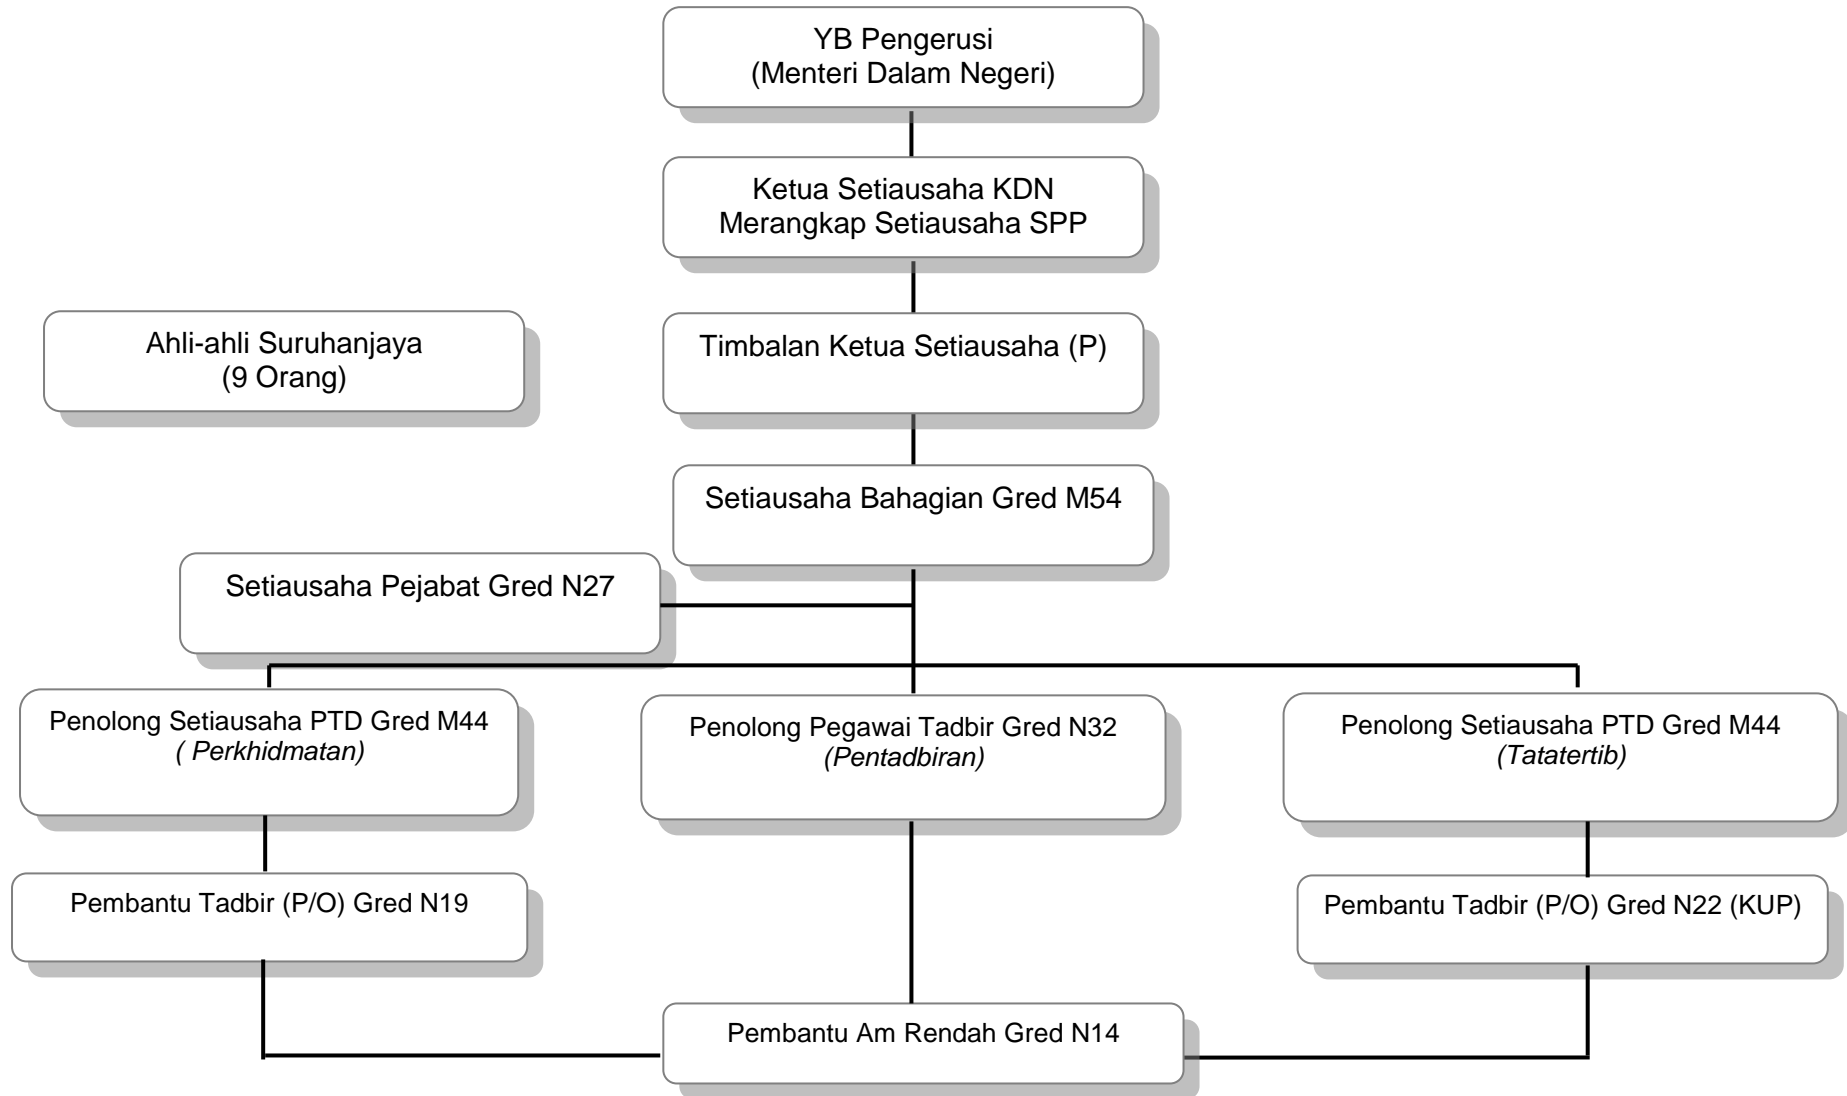 YB Pengerusi
(Menteri Dalam Negeri)
Ketua Setiausaha KDN
Merangkap Setiausaha SPP
Ahli-ahli Suruhanjaya
(9 Orang)
Timbalan Ketua Setiausaha (P)
Setiausaha Bahagian Gred M54
Setiausaha Pejabat Gred N27
Penolong Setiausaha PTD Gred M44
( Perkhidmatan)
Penolong Pegawai Tadbir Gred N32
(Pentadbiran)
Penolong Setiausaha PTD Gred M44
(Tatatertib)
Pembantu Tadbir (P/O) Gred N19
Pembantu Tadbir (P/O) Gred N22 (KUP)
Pembantu Am Rendah Gred N14